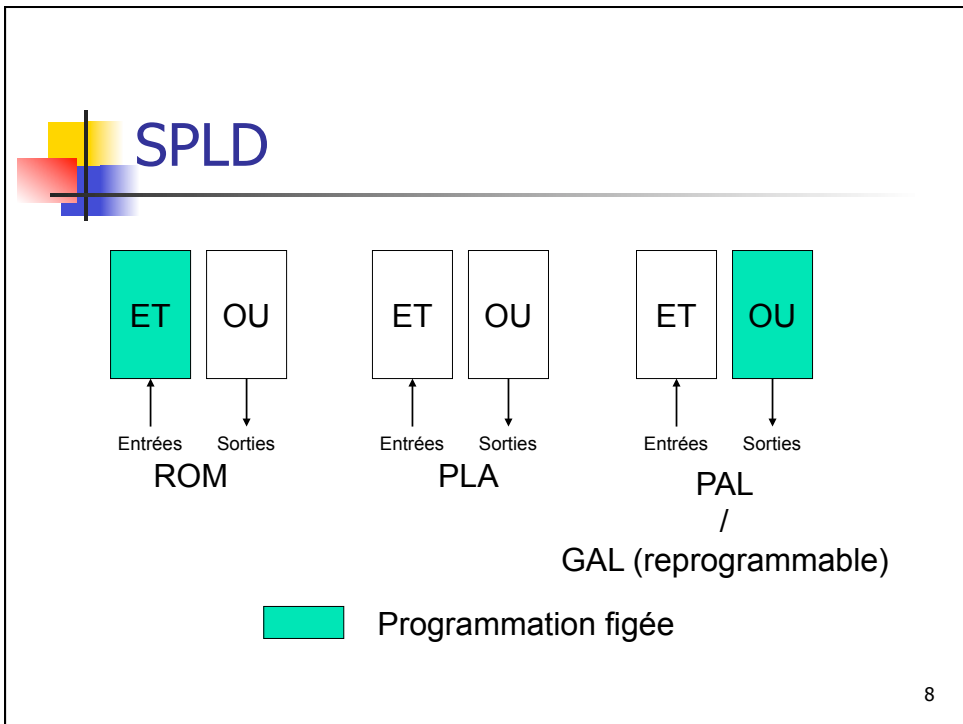 SPLD
ET OU ET OU ET OU
Entrées Sorties Entrées Sorties Entrées Sorties
ROM PLA PAL
/
GAL (reprogrammable)
Programmation figée
8